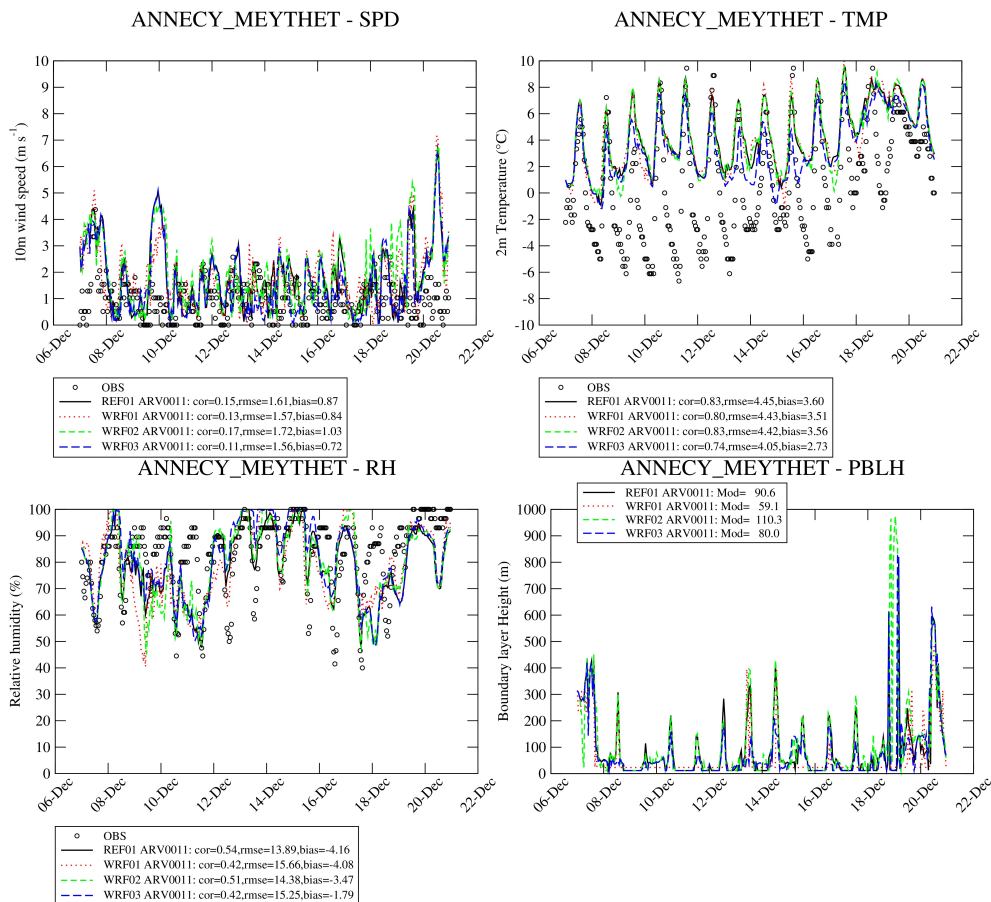 ANNECY_MEYTHET - SPD
10m wind speed (m s⁻¹)
10
9
8
7
6
5
4
3
2
1
0
06-Dec
08-Dec
10-Dec
12-Dec
14-Dec
16-Dec
18-Dec
20-Dec
22-Dec
OBS
REF01 ARV0011: cor=0.15,rmse=1.61,bias=0.87
WRF01 ARV0011: cor=0.13,rmse=1.57,bias=0.84
WRF02 ARV0011: cor=0.17,rmse=1.72,bias=1.03
WRF03 ARV0011: cor=0.11,rmse=1.56,bias=0.72
ANNECY_MEYTHET - TMP
2m Temperature (°C)
10
8
6
4
2
0
-2
-4
-6
-8
-10
06-Dec
08-Dec
10-Dec
12-Dec
14-Dec
16-Dec
18-Dec
20-Dec
22-Dec
OBS
REF01 ARV0011: cor=0.83,rmse=4.45,bias=3.60
WRF01 ARV0011: cor=0.80,rmse=4.43,bias=3.51
WRF02 ARV0011: cor=0.83,rmse=4.42,bias=3.56
WRF03 ARV0011: cor=0.74,rmse=4.05,bias=2.73
ANNECY_MEYTHET - RH
Relative humidity (%)
100
90
80
70
60
50
40
30
20
10
0
06-Dec
08-Dec
10-Dec
12-Dec
14-Dec
16-Dec
18-Dec
20-Dec
22-Dec
OBS
REF01 ARV0011: cor=0.54,rmse=13.89,bias=-4.16
WRF01 ARV0011: cor=0.42,rmse=15.66,bias=-4.08
WRF02 ARV0011: cor=0.51,rmse=14.38,bias=-3.47
WRF03 ARV0011: cor=0.42,rmse=15.25,bias=-1.79
ANNECY_MEYTHET - PBLH
REF01 ARV0011: Mod= 90.6
WRF01 ARV0011: Mod= 59.1
WRF02 ARV0011: Mod= 110.3
WRF03 ARV0011: Mod= 80.0
Boundary layer Height (m)
1000
900
800
700
600
500
400
300
200
100
0
06-Dec
08-Dec
10-Dec
12-Dec
14-Dec
16-Dec
18-Dec
20-Dec
22-Dec